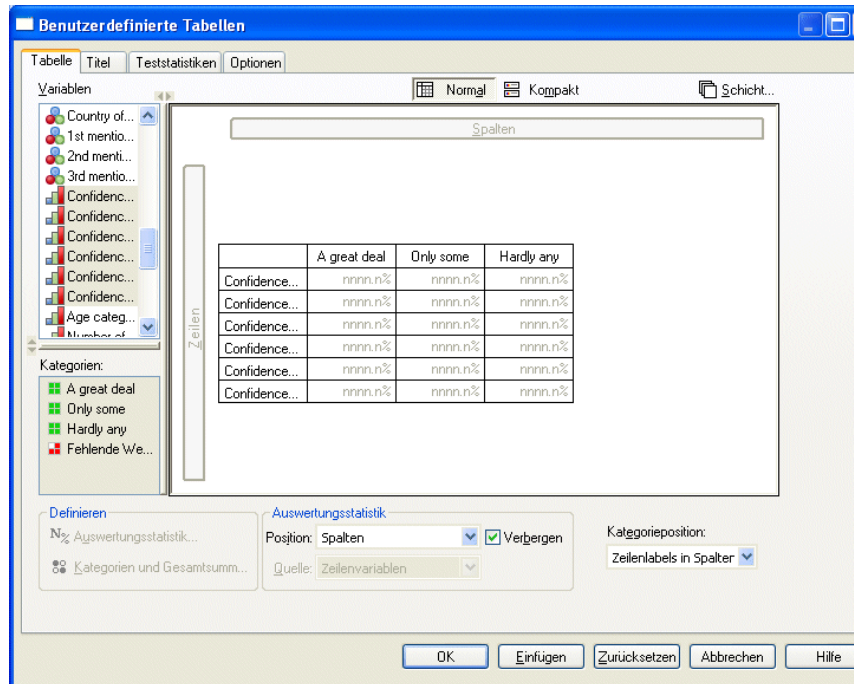 Benutzerdefinierte Tabellen
Tabelle Titel Teststatistiken Optionen
Variablen
Normal Kompakt Schicht...
Country of...
1st mentio...
2nd menti...
3rd mentio...
Confidenc...
Confidenc...
Confidenc...
Confidenc...
Confidenc...
Confidenc...
Age categ...
Number of
Kategorien:
A great deal
Only some
Hardly any
Fehlende We...
Spalten
Zeilen
A great deal Only some Hardly any
Confidence... nnnn.n% nnnn.n% nnnn.n%
Confidence... nnnn.n% nnnn.n% nnnn.n%
Confidence... nnnn.n% nnnn.n% nnnn.n%
Confidence... nnnn.n% nnnn.n% nnnn.n%
Confidence... nnnn.n% nnnn.n% nnnn.n%
Confidence... nnnn.n% nnnn.n% nnnn.n%
Definieren
N% Auswertungsstatistik...
Kategorien und Gesamtsumm...
Auswertungsstatistik
Position: Spalten Verbergen
Quelle: Zeilenvariablen
Kategorieposition:
Zeilenlabels in Spalter
OK Einfügen Zurücksetzen Abbrechen Hilfe